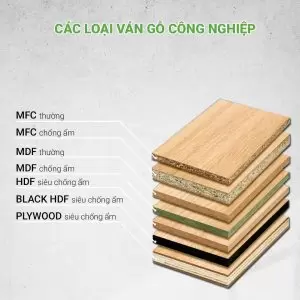 CÁC LOẠI VÁN GỖ CÔNG NGHIỆP
MFC thường
MFC chống ẩm
MDF thường
MDF chống ẩm
HDF siêu chống ẩm
BLACK HDF siêu chống ẩm
PLYWOOD siêu chống ẩm